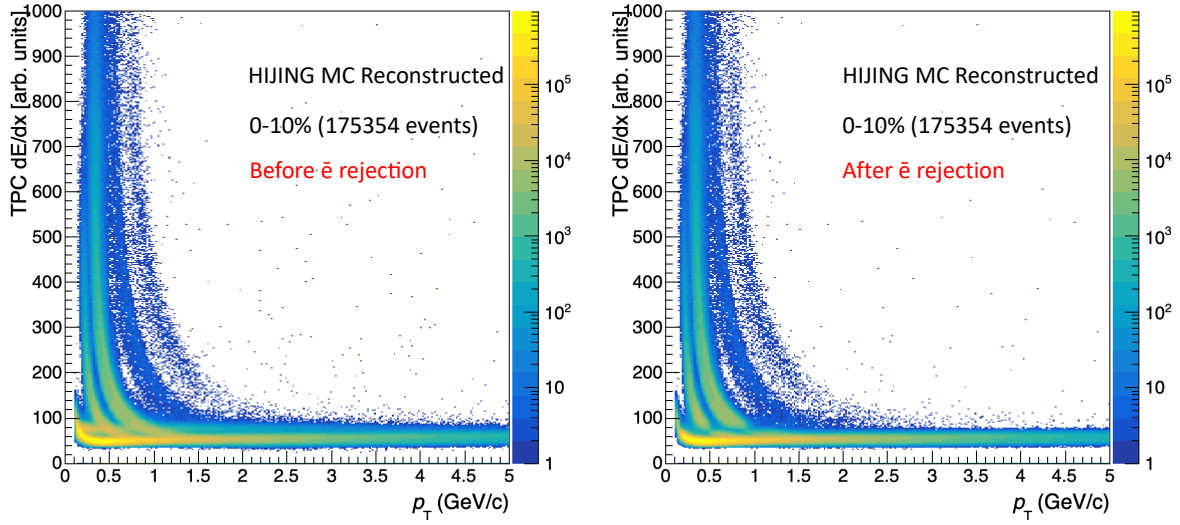 TPC dE/dx [arb. units]
1000
900
800
700
600
500
400
300
200
100
0
HIJING MC Reconstructed
0-10% (175354 events)
Before ē rejection
10⁵
10⁴
10³
10²
10
1
0 0.5 1 1.5 2 2.5 3 3.5 4 4.5 5
p_T (GeV/c)
TPC dE/dx [arb. units]
1000
900
800
700
600
500
400
300
200
100
0
HIJING MC Reconstructed
0-10% (175354 events)
After ē rejection
10⁵
10⁴
10³
10²
10
1
0 0.5 1 1.5 2 2.5 3 3.5 4 4.5 5
p_T (GeV/c)